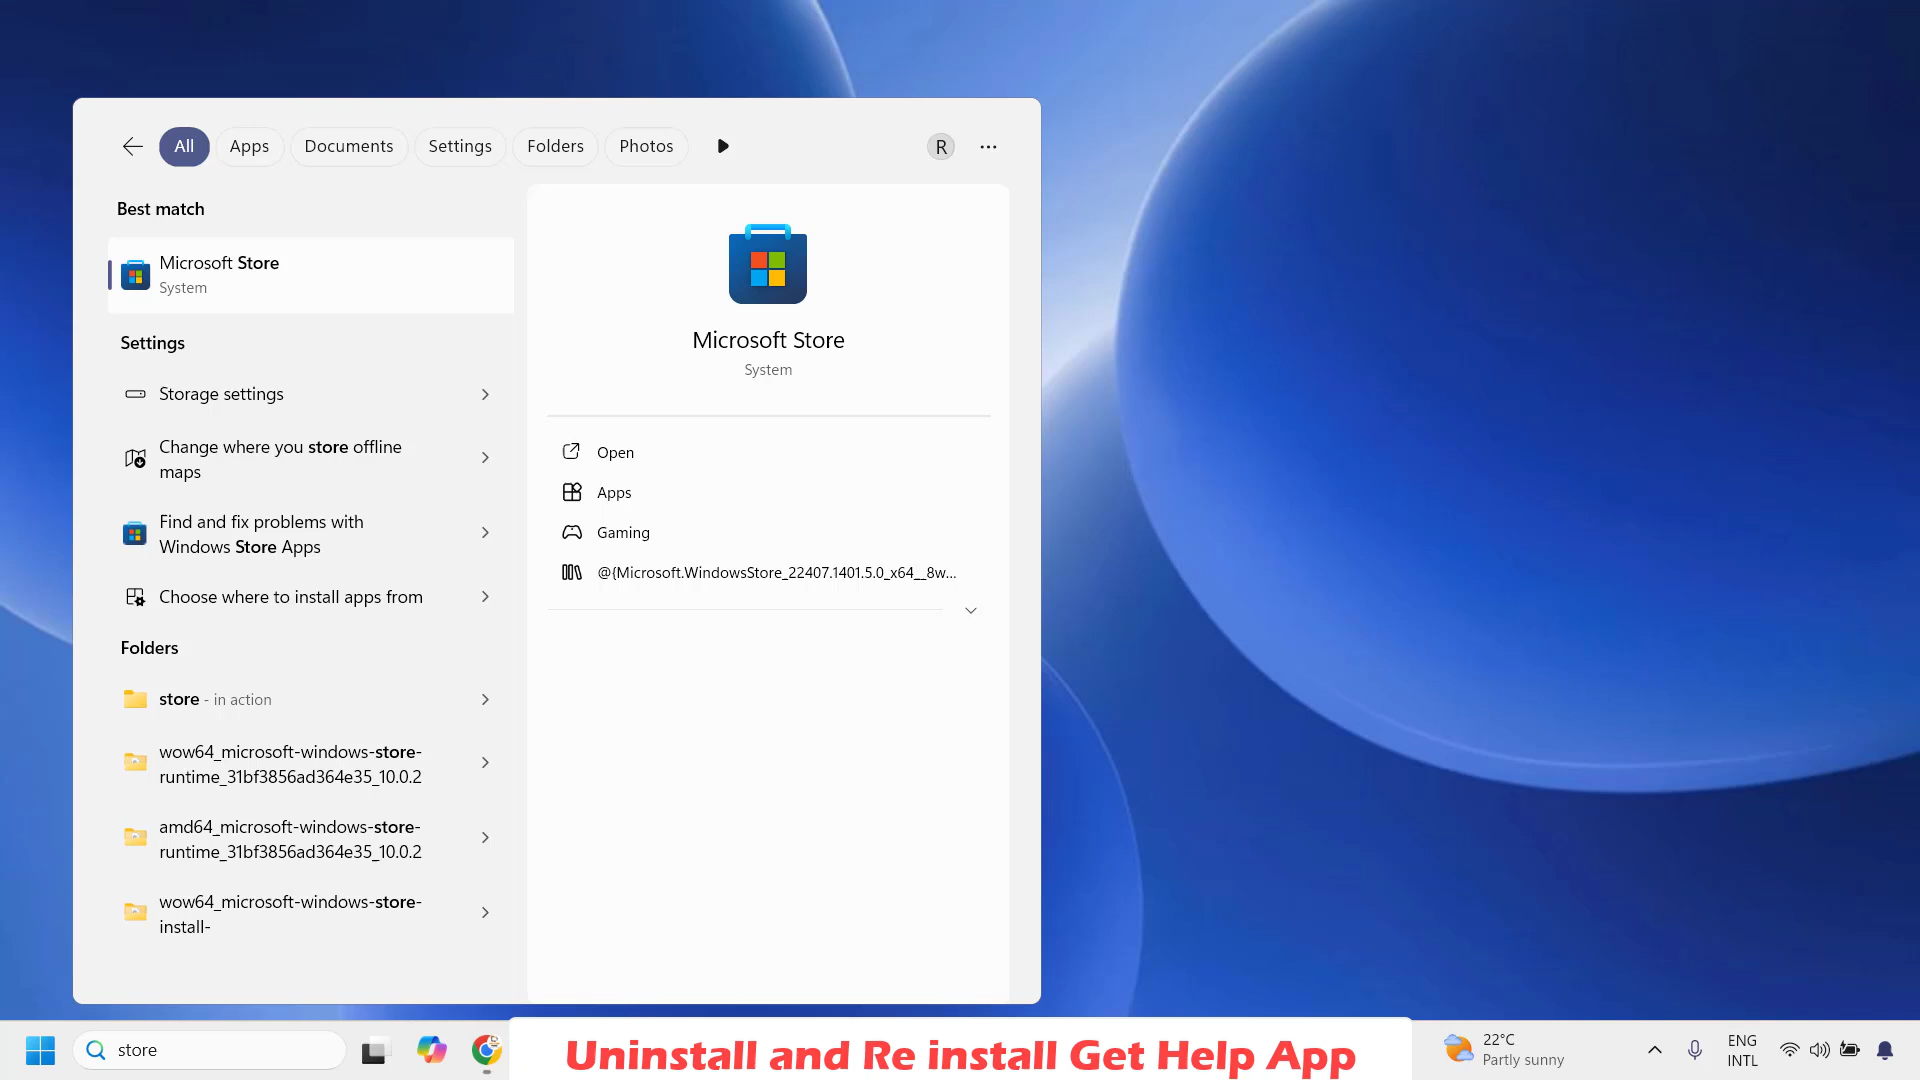 All
Apps
Documents
Settings
Folders
Photos
R
Best match
Microsoft Store
System
Settings
Storage settings
Change where you store offline
maps
Find and fix problems with
Windows Store Apps
Choose where to install apps from
Folders
store - in action
wow64_microsoft-windows-store-
runtime_31bf3856ad364e35_10.0.2
amd64_microsoft-windows-store-
runtime_31bf3856ad364e35_10.0.2
wow64_microsoft-windows-store-
install-
Microsoft Store
System
Open
Apps
Gaming
@{Microsoft.WindowsStore_22407.1401.5.0_x64__8w...
store
Uninstall and Re install Get Help App
22°C
Partly sunny
ENG
INTL